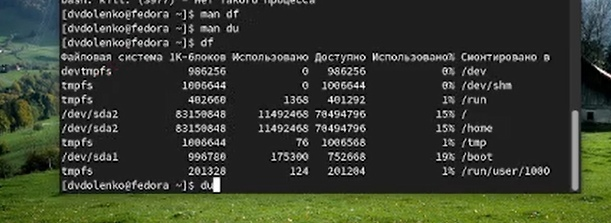 bash: kill: (3977) - Нет такого процесса
[dvdolenko@fedora ~]$ man df
[dvdolenko@fedora ~]$ man du
[dvdolenko@fedora ~]$ df
Файловая система 1K-блоков Использовано Доступно Использовано% Смонтировано в
devtmpfs 986256 0 986256 0% /dev
tmpfs 1006644 0 1006644 0% /dev/shm
tmpfs 402660 1368 401292 1% /run
/dev/sda2 83150848 11492468 70494796 15% /
/dev/sda2 83150848 11492468 70494796 15% /home
tmpfs 1006644 76 1006568 1% /tmp
/dev/sda1 996780 175300 752668 19% /boot
tmpfs 201328 124 201204 1% /run/user/1000
[dvdolenko@fedora ~]$ du